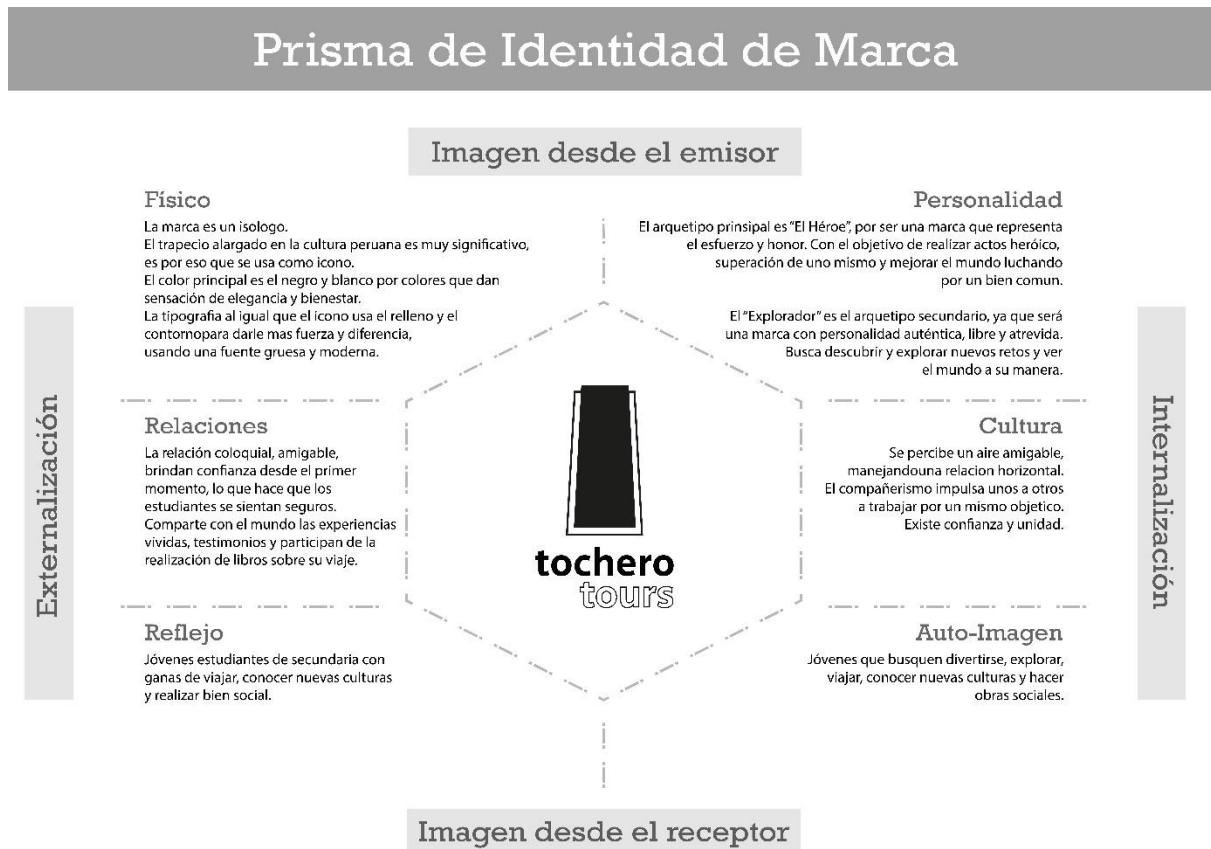 Prisma de Identidad de Marca
Imagen desde el emisor
Físico
La marca es un isologo.
El trapecio alargado en la cultura peruana es muy significativo,
es por eso que se usa como icono.
El color principal es el negro y blanco por colores que dan
sensación de elegancia y bienestar.
La tipografia al igual que el ícono usa el relleno y el
contornopara darle mas fuerza y diferencia,
usando una fuente gruesa y moderna.
Personalidad
El arquetipo prinsipal es "El Héroe", por ser una marca que representa
el esfuerzo y honor. Con el objetivo de realizar actos heróico,
superación de uno mismo y mejorar el mundo luchando
por un bien comun.
El "Explorador" es el arquetipo secundario, ya que será
una marca con personalidad auténtica, libre y atrevida.
Busca descubrir y explorar nuevos retos y ver
el mundo a su manera.
Externalización
Relaciones
La relación coloquial, amigable,
brindan confianza desde el primer
momento, lo que hace que los
estudiantes se sientan seguros.
Comparte con el mundo las experiencias
vívidas, testimonios y participan de la
realización de libros sobre su viaje.
tochero
tours
Cultura
Se percibe un aire amigable,
manejandouna relacion horizontal.
El compañerismo impulsa unos a otros
a trabajar por un mismo objetico.
Existe confianza y unidad.
Internalización
Reflejo
Jóvenes estudiantes de secundaria con
ganas de viajar, conocer nuevas culturas
y realizar bien social.
Auto-Imagen
Jóvenes que busquen divertirse, explorar,
viajar, conocer nuevas culturas y hacer
obras sociales.
Imagen desde el receptor